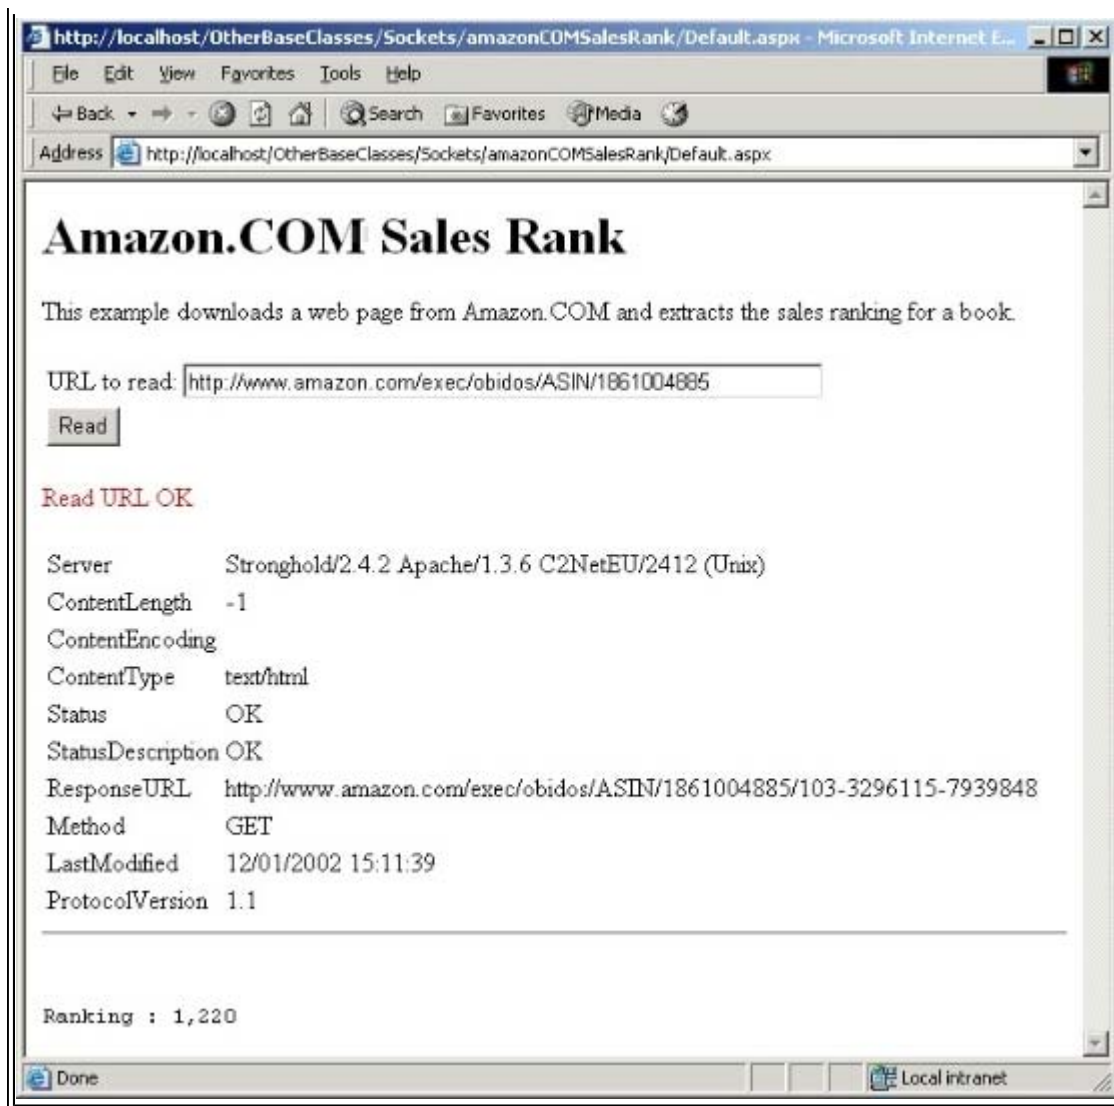 http://localhost/OtherBaseClasses/Sockets/amazonCOMSalesRank/Default.aspx - Microsoft Internet E...
File Edit View Favorites Tools Help
Back Search Favorites Media
Address http://localhost/OtherBaseClasses/Sockets/amazonCOMSalesRank/Default.aspx
Amazon.COM Sales Rank
This example downloads a web page from Amazon.COM and extracts the sales ranking for a book.
URL to read: http://www.amazon.com/exec/obidos/ASIN/1861004885
Read
Read URL OK
Server Stronghold/2.4.2 Apache/1.3.6 C2NetEU/2412 (Unix)
ContentLength -1
ContentEncoding
ContentType text/html
Status OK
StatusDescription OK
ResponseURL http://www.amazon.com/exec/obidos/ASIN/1861004885/103-3296115-7939848
Method GET
LastModified 12/01/2002 15:11:39
ProtocolVersion 1.1
Ranking : 1,220
Done Local intranet